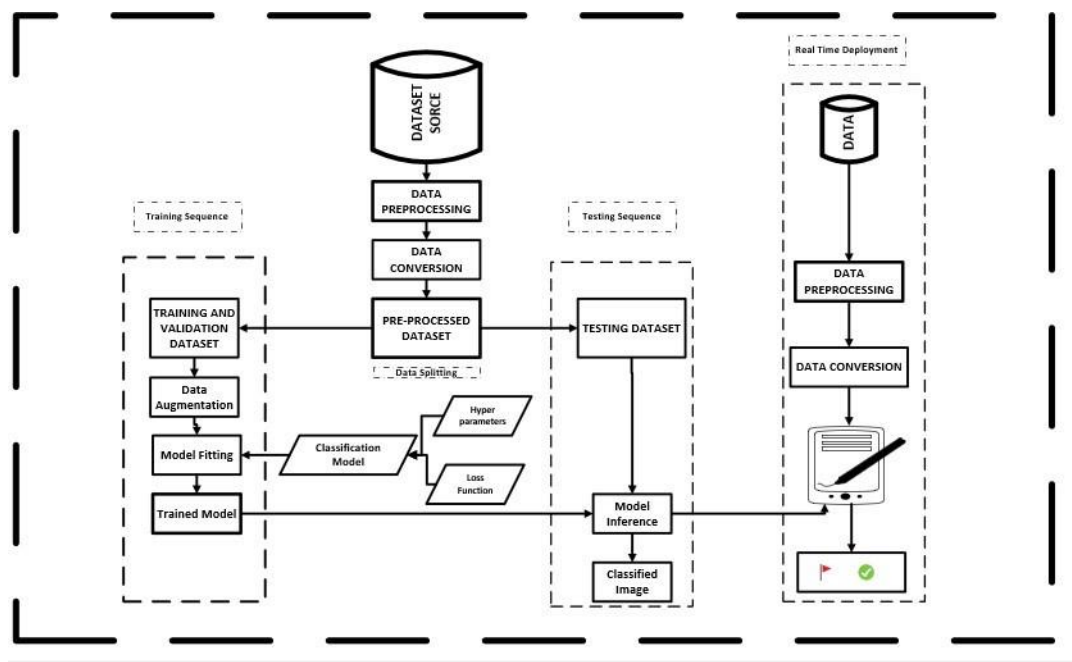 Real Time Deployment
DATASET
SORCE
DATA
DATA
PREPROCESSING
Training Sequence
Testing Sequence
DATA
CONVERSION
DATA
PREPROCESSING
TRAINING AND
VALIDATION
DATASET
PRE-PROCESSED
DATASET
TESTING DATASET
Data Splitting
DATA CONVERSION
Data
Augmentation
Hyper
parameters
Model Fitting
Classification
Model
Loss
Function
Trained Model
Model
Inference
Classified
Image